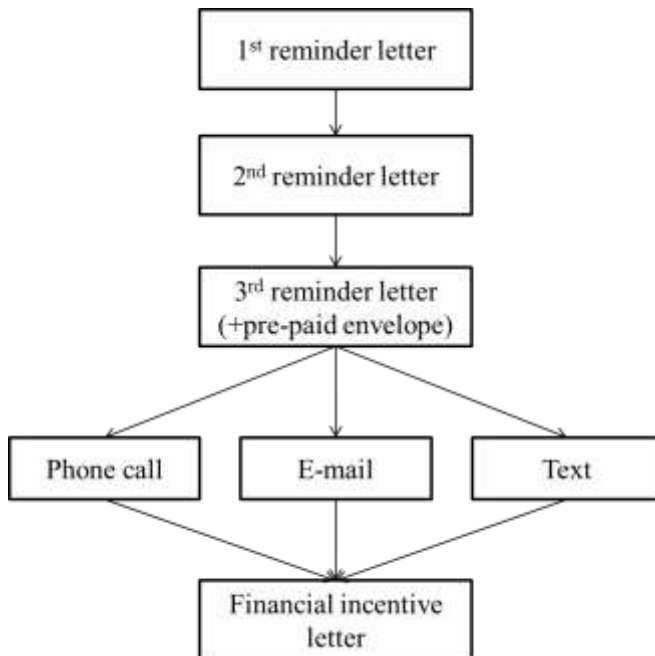 1st reminder letter
2nd reminder letter
3rd reminder letter
(+pre-paid envelope)
Phone call
E-mail
Text
Financial incentive
letter